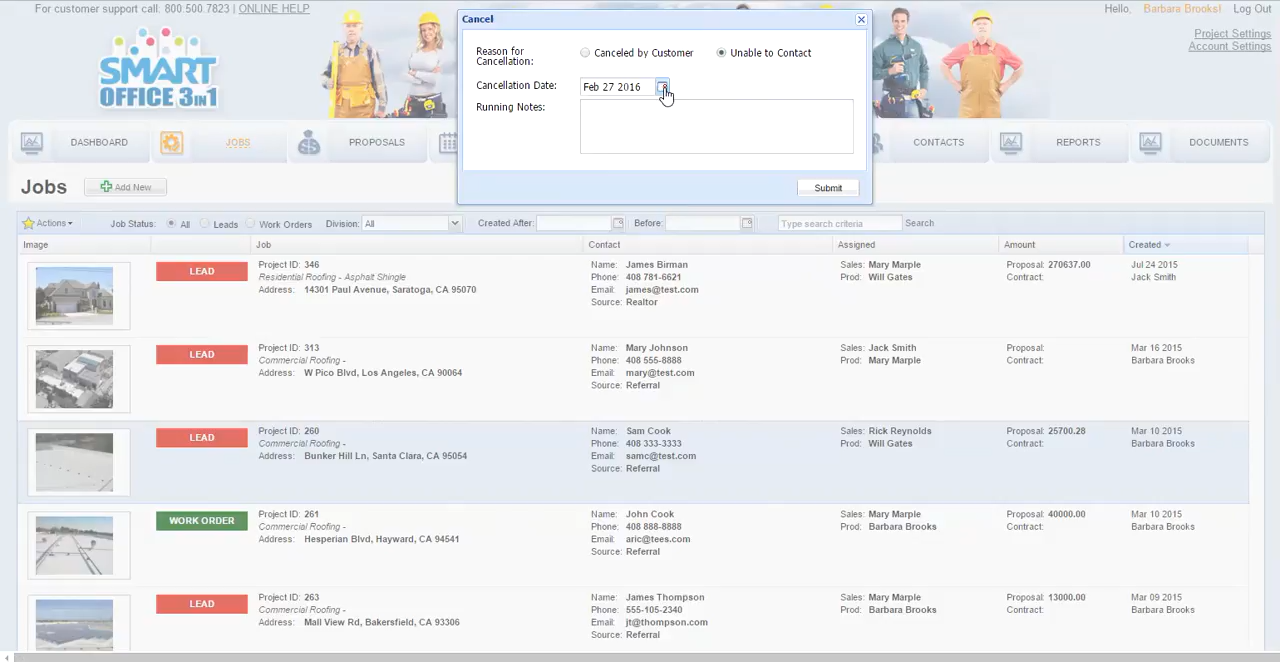 For customer support call: 800.500.7823 | ONLINE HELP
Hello, Barbara Brooks! Log Out
Project Settings
Account Settings
SMART
OFFICE 3 IN 1
Cancel
Reason for Cancellation:
Canceled by Customer
Unable to Contact
Cancellation Date: Feb 27 2016
Running Notes:
Submit
DASHBOARD JOBS PROPOSALS CONTACTS REPORTS DOCUMENTS
Jobs Add New
Actions Job Status: All Leads Work Orders Division: All Created After: Before: Type search criteria Search
Image Job Contact Assigned Amount Created
LEAD
Project ID: 346
Residential Roofing - Asphalt Shingle
Address: 14301 Paul Avenue, Saratoga, CA 95070
Name: James Birman
Phone: 408 781-6621
Email: james@test.com
Source: Realtor
Sales: Mary Marple
Prod: Will Gates
Proposal: 270637.00
Contract:
Jul 24 2015
Jack Smith
LEAD
Project ID: 313
Commercial Roofing -
Address: W Pico Blvd, Los Angeles, CA 90064
Name: Mary Johnson
Phone: 408 555-8888
Email: mary@test.com
Source: Referral
Sales: Jack Smith
Prod: Mary Marple
Proposal:
Contract:
Mar 16 2015
Barbara Brooks
LEAD
Project ID: 260
Commercial Roofing -
Address: Bunker Hill Ln, Santa Clara, CA 95054
Name: Sam Cook
Phone: 408 333-3333
Email: samc@test.com
Source: Referral
Sales: Rick Reynolds
Prod: Will Gates
Proposal: 25700.28
Contract:
Mar 10 2015
Barbara Brooks
WORK ORDER
Project ID: 261
Commercial Roofing -
Address: Hesperian Blvd, Hayward, CA 94541
Name: John Cook
Phone: 408 888-8888
Email: aric@tees.com
Source: Referral
Sales: Mary Marple
Prod: Barbara Brooks
Proposal: 40000.00
Contract:
Mar 10 2015
Barbara Brooks
LEAD
Project ID: 263
Commercial Roofing -
Address: Mail View Rd, Bakersfield, CA 93306
Name: James Thompson
Phone: 555-105-2340
Email: jt@thompson.com
Source: Referral
Sales: Mary Marple
Prod: Barbara Brooks
Proposal: 13000.00
Contract:
Mar 09 2015
Barbara Brooks